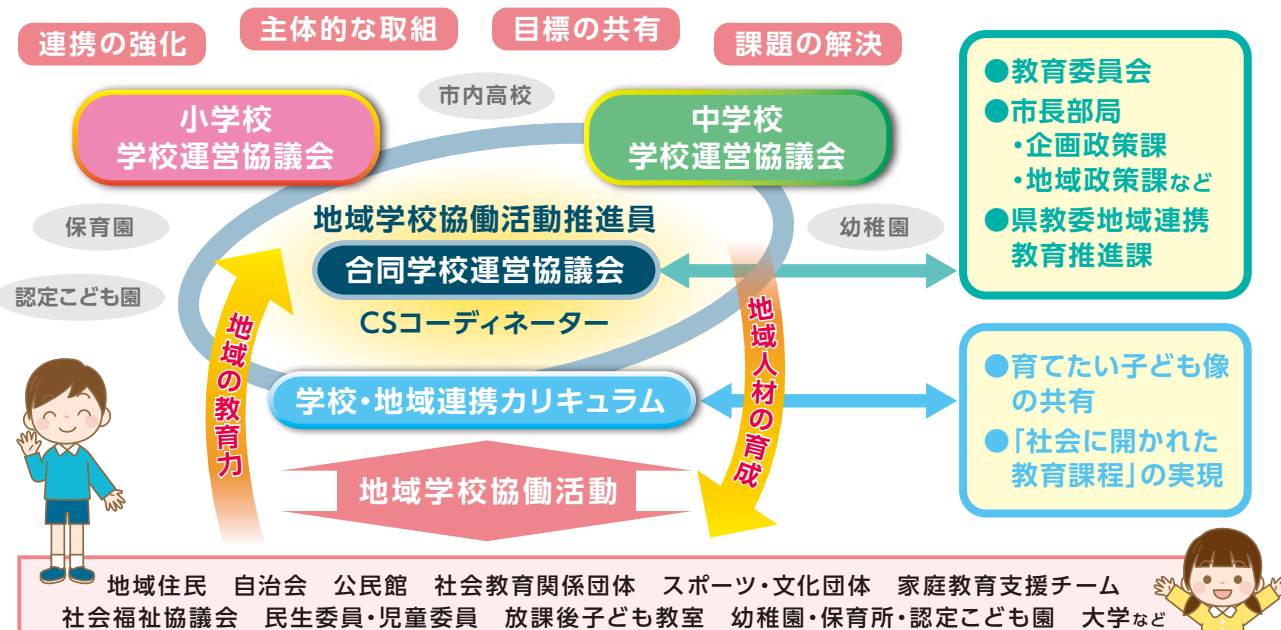 連携の強化
主体的な取組
目標の共有
課題の解決
市内高校
小学校
学校運営協議会
中学校
学校運営協議会
保育園
幼稚園
認定こども園
地域学校協働活動推進員
合同学校運営協議会
CSコーディネーター
地域の教育力
地域人材の育成
学校・地域連携カリキュラム
地域学校協働活動
●教育委員会
●市長部局
・企画政策課
・地域政策課など
●県教委地域連携
教育推進課
●育てたい子ども像
の共有
●「社会に開かれた
教育課程」の実現
地域住民　自治会　公民館　社会教育関係団体　スポーツ・文化団体　家庭教育支援チーム
社会福祉協議会　民生委員・児童委員　放課後子ども教室　幼稚園・保育所・認定こども園　大学など